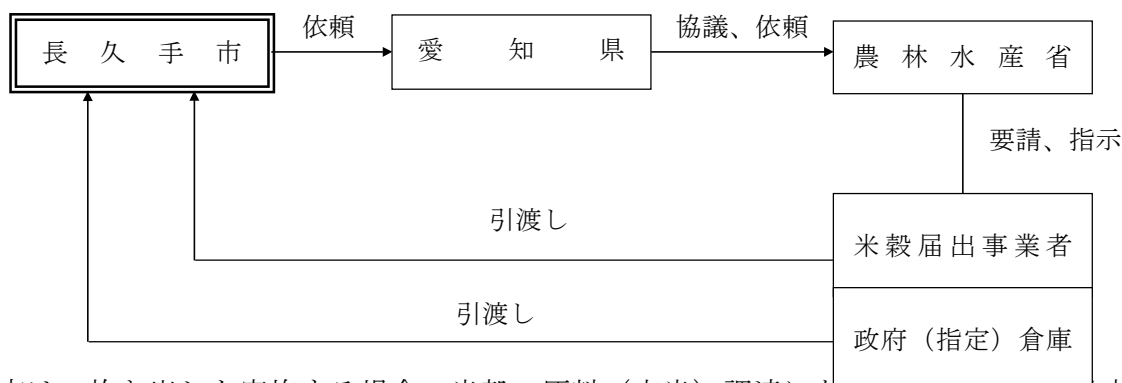 依頼
協議、依頼
長久手市
愛知県
農林水産省
要請、指示
引渡し
米穀届出事業者
引渡し
政府（指定）倉庫